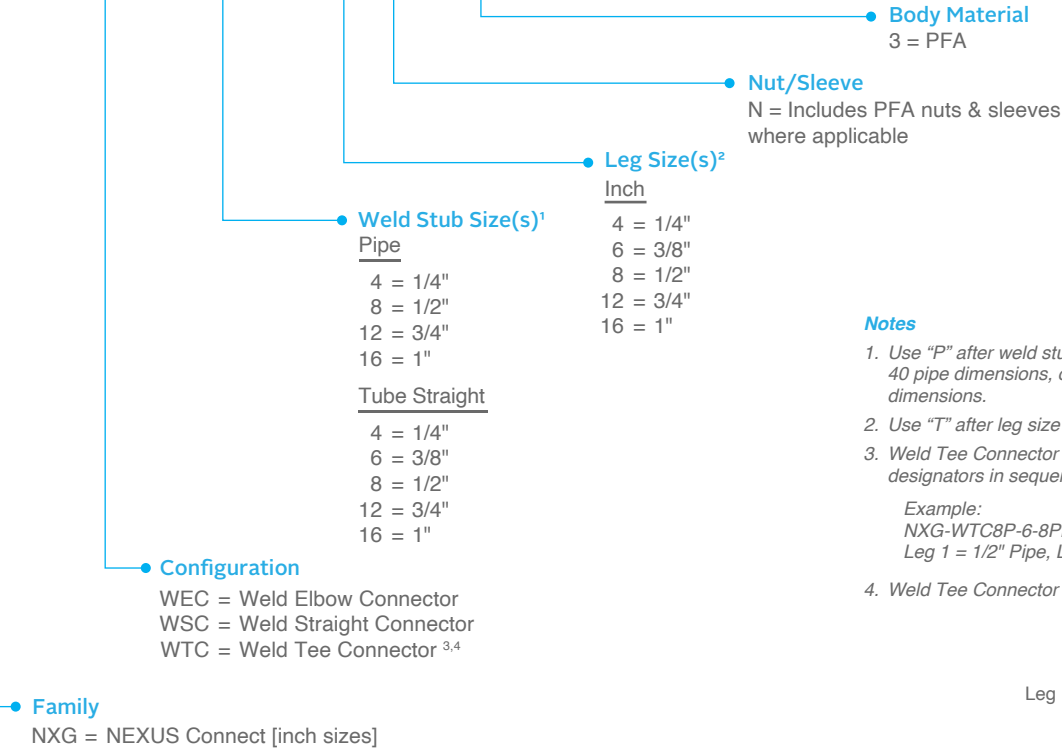 Body Material
3 = PFA
Nut/Sleeve
N = Includes PFA nuts & sleeves
where applicable
Leg Size(s)²
Inch
4 = 1/4"
6 = 3/8"
8 = 1/2"
12 = 3/4"
16 = 1"
Weld Stub Size(s)¹
Pipe
4 = 1/4"
8 = 1/2"
12 = 3/4"
16 = 1"
Tube Straight
4 = 1/4"
6 = 3/8"
8 = 1/2"
12 = 3/4"
16 = 1"
Notes
1. Use “P” after weld
40 pipe dimensions,
dimensions.
2. Use “T” after leg size
3. Weld Tee Connector
designators in
Example:
NXG-WTC8P-6-8P
Leg 1 = 1/2" Pipe,
4. Weld Tee Connector
Configuration
WEC = Weld Elbow Connector
WSC = Weld Straight Connector
WTC = Weld Tee Connector ³,⁴
Leg
Family
NXG = NEXUS Connect [inch sizes]